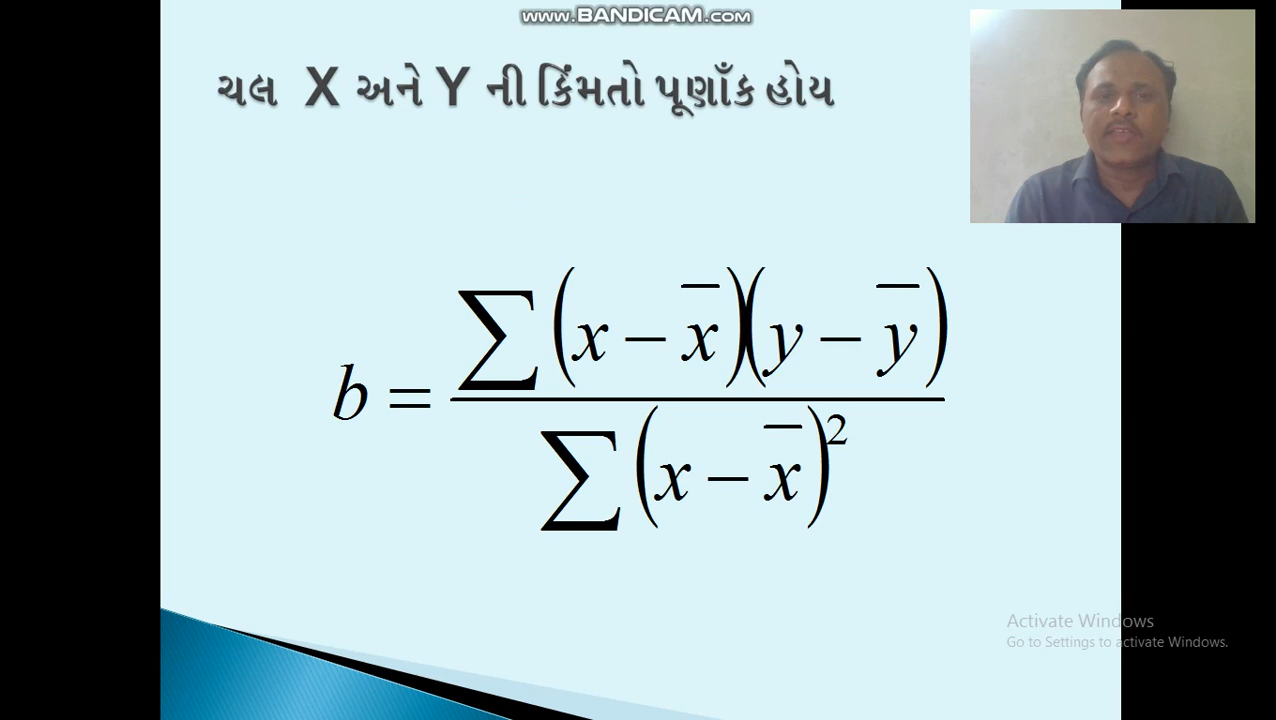 www.BANDICAM.com
ચલ X અને Y ની કિંમતો પૂર્ણાંક હોય
b = ∑(x − x̄)(y − ȳ) / ∑(x − x̄)²
Activate Windows
Go to Settings to activate Windows.